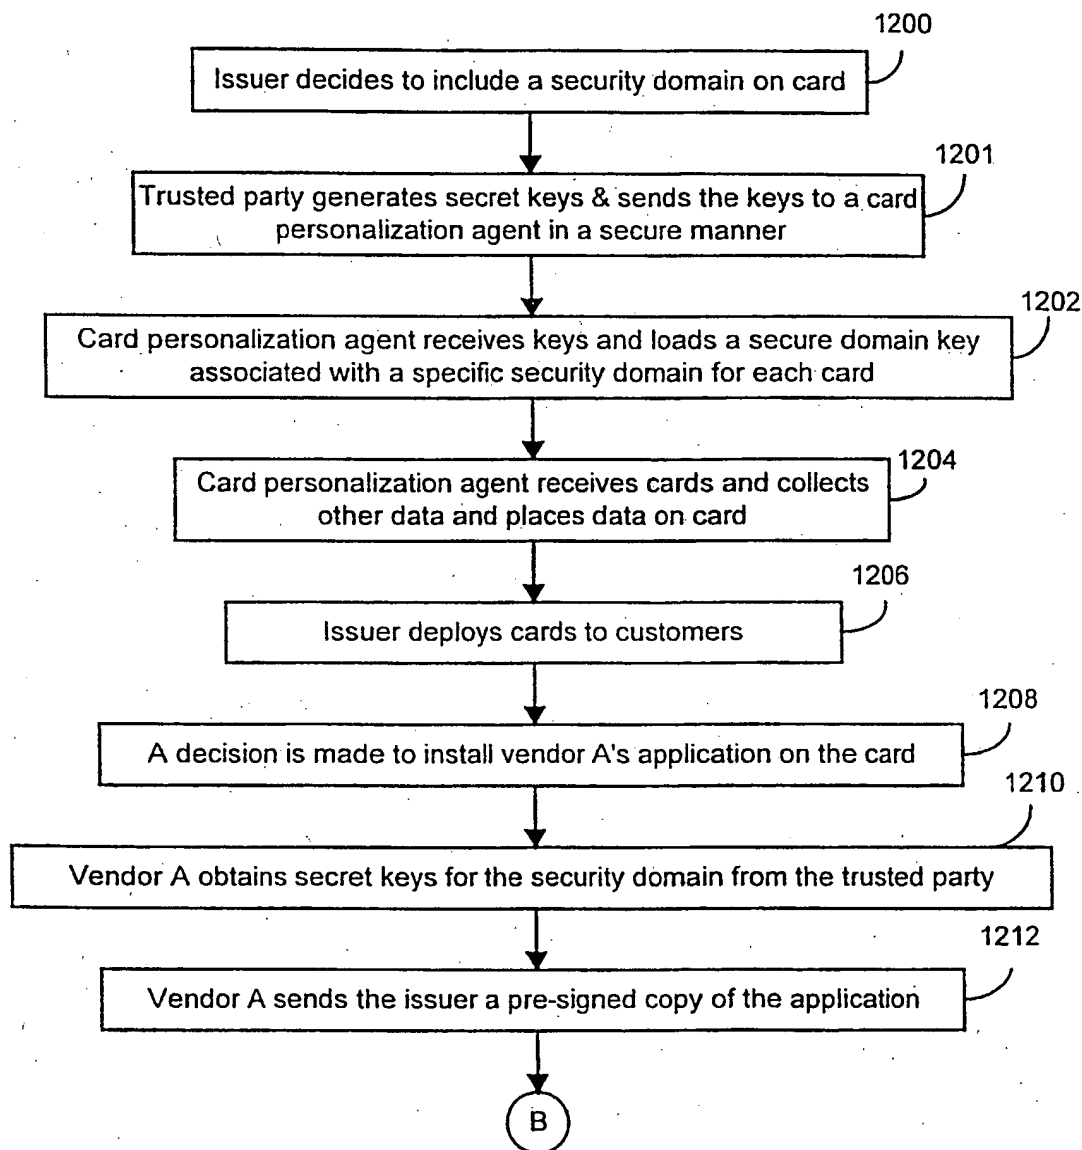 1200
Issuer decides to include a security domain on card
1201
Trusted party generates secret keys & sends the keys to a card
personalization agent in a secure manner
1202
Card personalization agent receives keys and loads a secure domain key
associated with a specific security domain for each card
1204
Card personalization agent receives cards and collects
other data and places data on card
1206
Issuer deploys cards to customers
1208
A decision is made to install vendor A's application on the card
1210
Vendor A obtains secret keys for the security domain from the trusted party
1212
Vendor A sends the issuer a pre-signed copy of the application
B